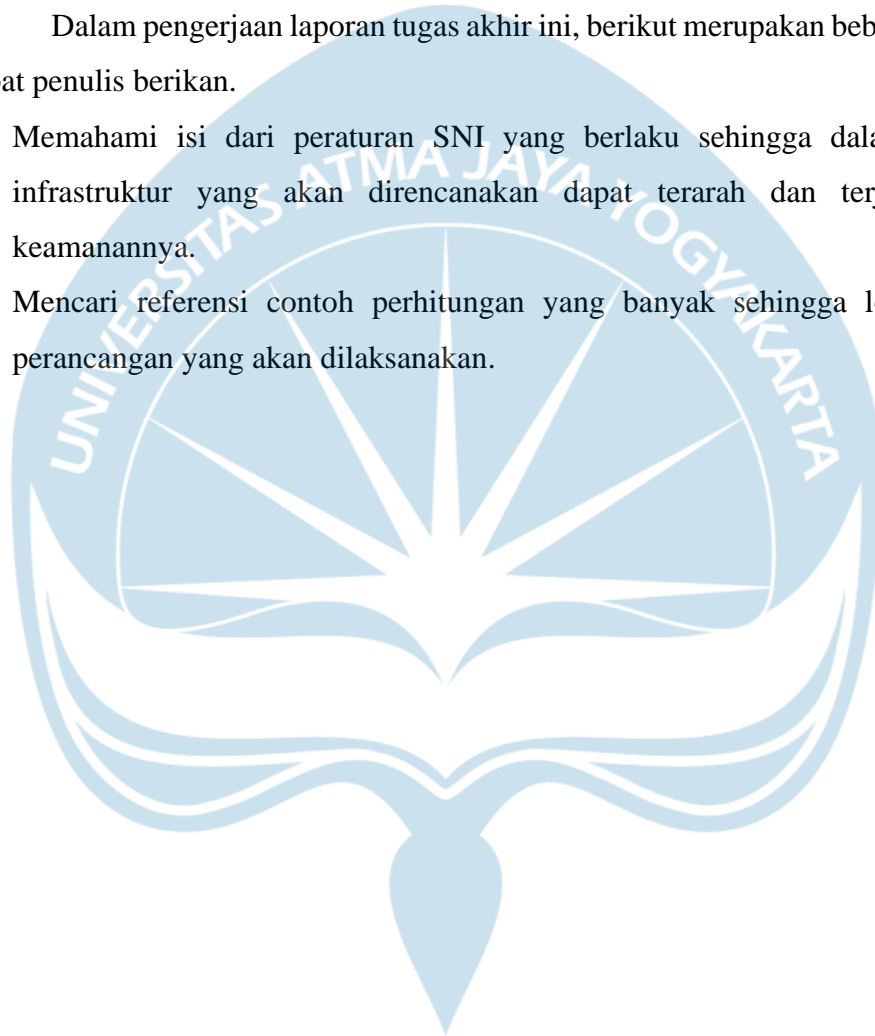 Dalam pengerjaan laporan tugas akhir ini, berikut merupakan
penulis berikan.
Memahami isi dari peraturan SNI yang berlaku sehingga
infrastruktur yang akan direncanakan dapat terarah dan
keamanannya.
Mencari referensi contoh perhitungan yang banyak sehingga
perancangan yang akan dilaksanakan.
UNIVERSITAS ATMA JAYA YOGYAKARTA